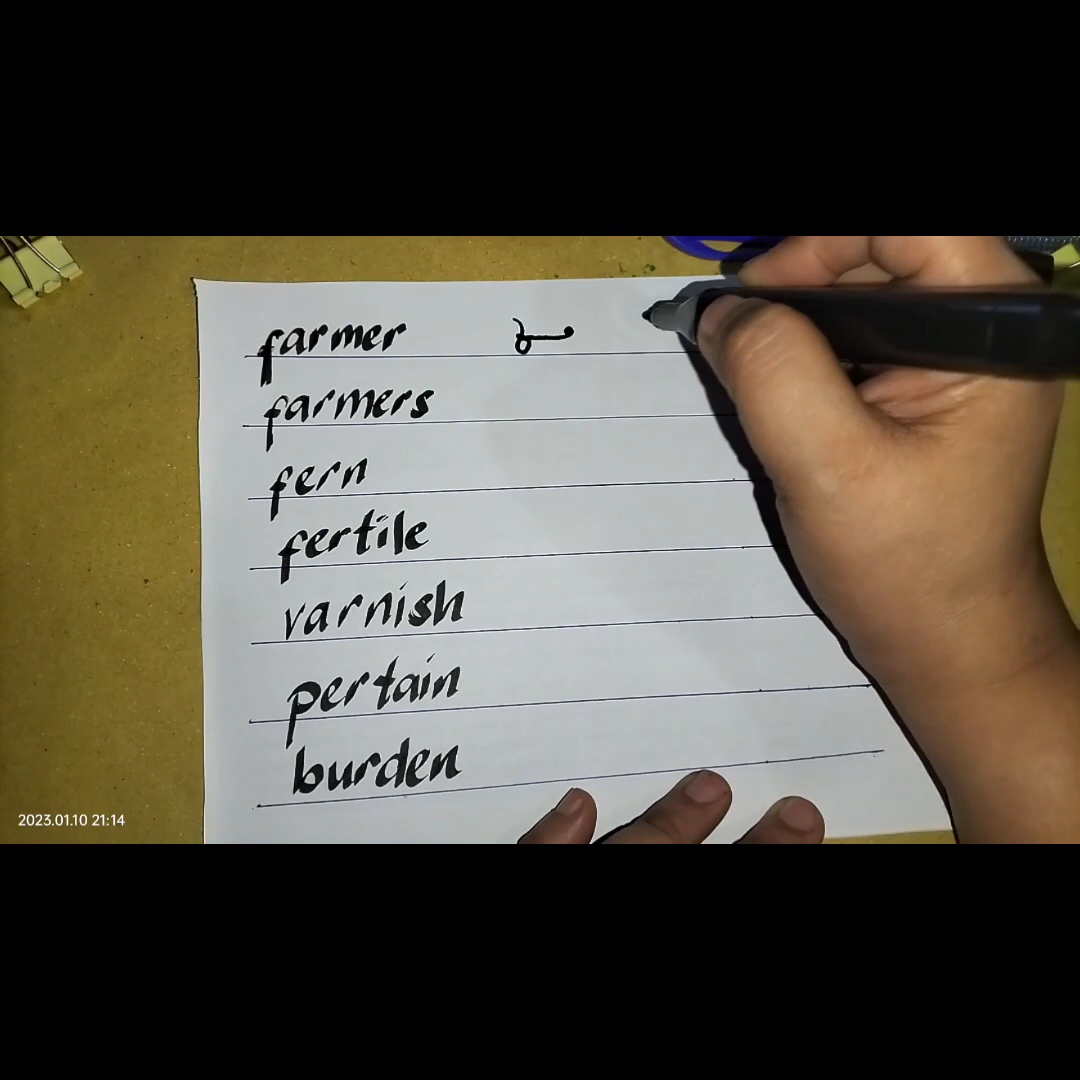 farmer
farmers
fern
fertile
varnish
pertain
burden
2023.01.10 21:14